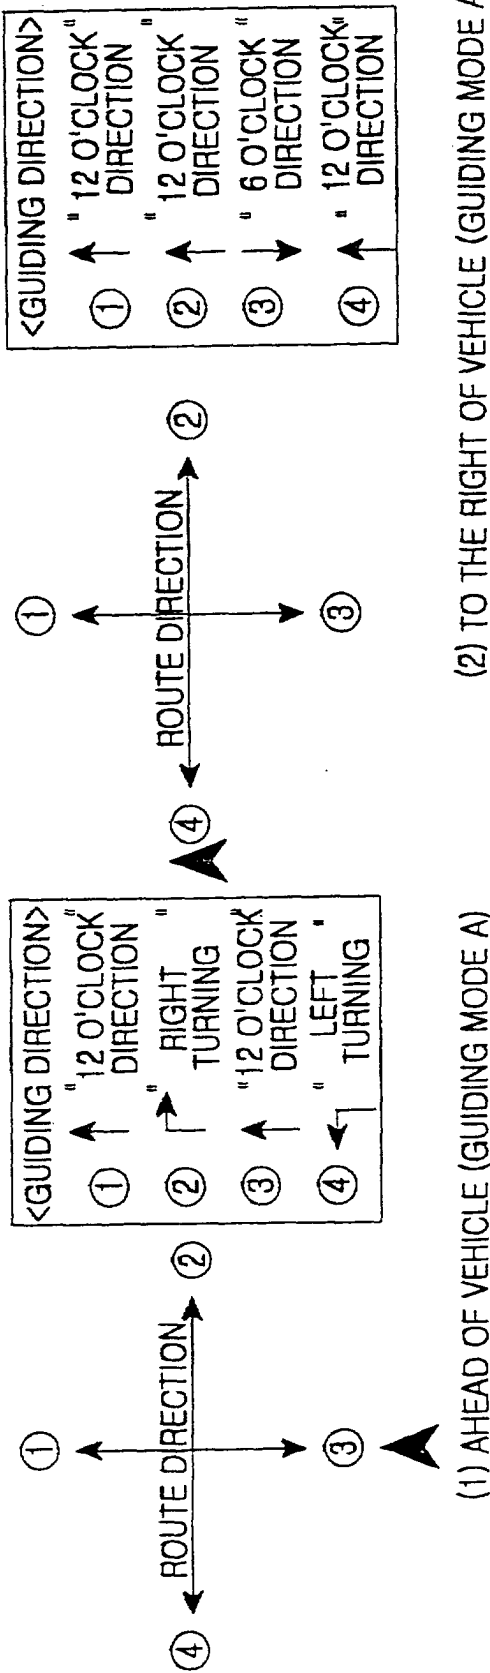 ①
ROUTE DIRECTION
④
②
③
<GUIDING DIRECTION>
① "12 O'CLOCK"
DIRECTION
② " RIGHT "
TURNING
③ "12 O'CLOCK"
DIRECTION
④ " LEFT "
TURNING
(1) AHEAD OF VEHICLE (GUIDING MODE A)
①
ROUTE DIRECTION
④
②
③
<GUIDING DIRECTION>
① "12 O'CLOCK"
DIRECTION
② "12 O'CLOCK"
DIRECTION
③ " 6 O'CLOCK"
DIRECTION
④ " 12 O'CLOCK"
DIRECTION
(2) TO THE RIGHT OF VEHICLE (GUIDING MODE A